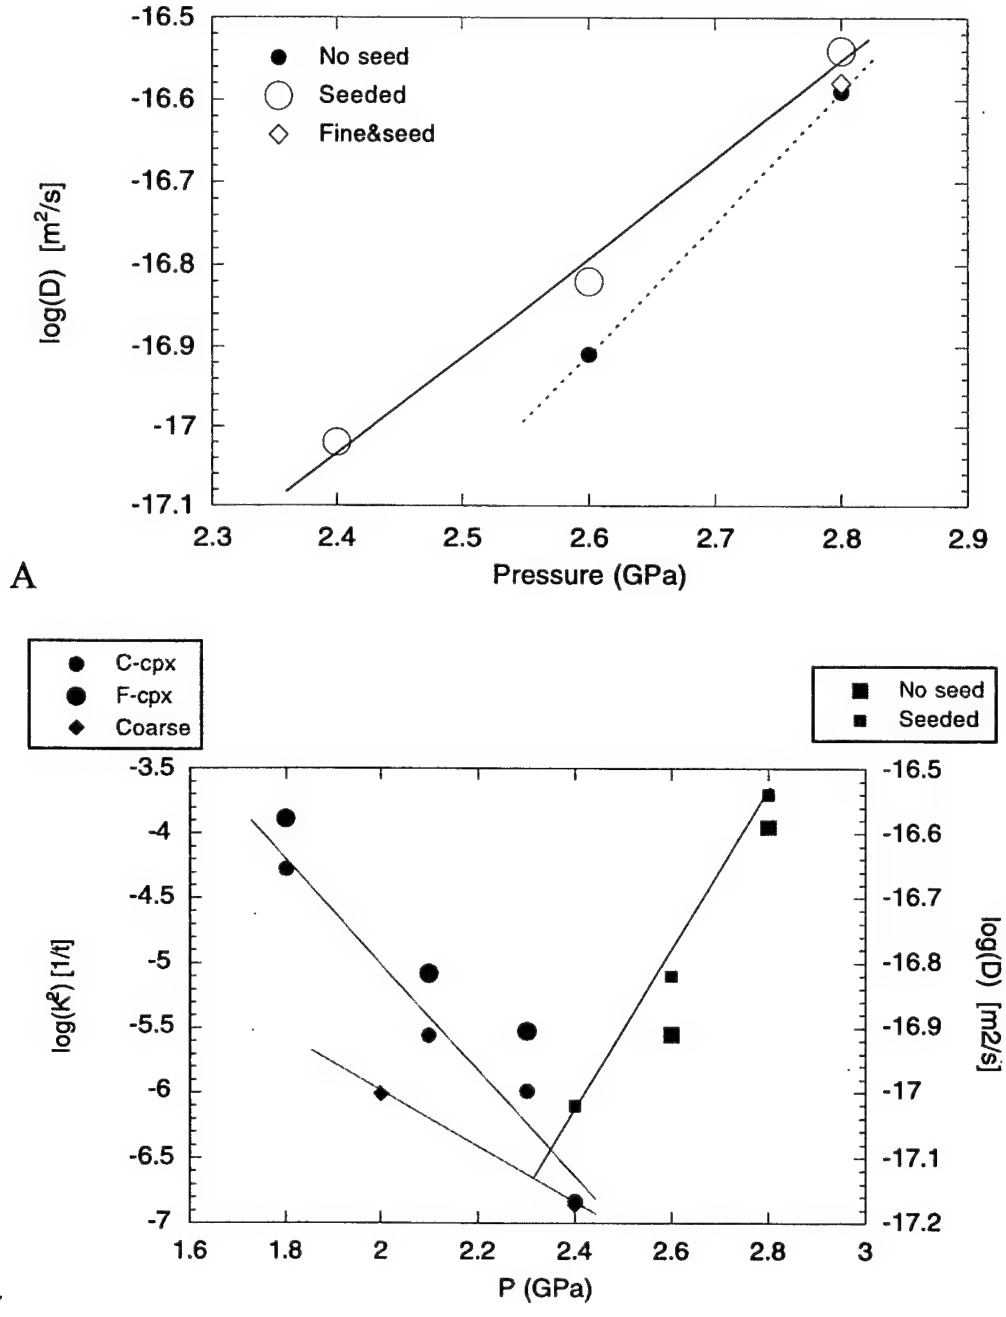 -16.5
-16.6
-16.7
-16.8
-16.9
-17
-17.1
log(D) [m²/s]
No seed
Seeded
Fine&seed
2.3 2.4 2.5 2.6 2.7 2.8 2.9
Pressure (GPa)
A
C-cpx
F-cpx
Coarse
No seed
Seeded
-3.5
-4
-4.5
-5
-5.5
-6
-6.5
-7
log(K²) [1/t]
-16.5
-16.6
-16.7
-16.8
-16.9
-17
-17.1
-17.2
log(D) [m2/s]
1.6 1.8 2 2.2 2.4 2.6 2.8 3
P (GPa)